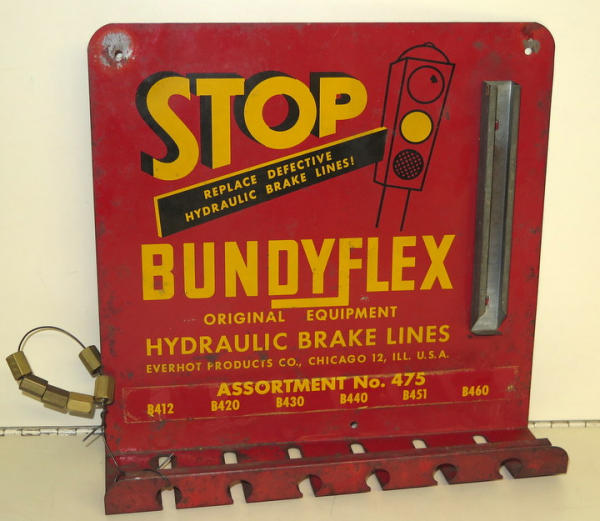 STOP
REPLACE DEFECTIVE
HYDRAULIC BRAKE LINES!
BUNDYFLEX
ORIGINAL EQUIPMENT
HYDRAULIC BRAKE LINES
EVERHOT PRODUCTS CO., CHICAGO 12, ILL. U.S.A.
ASSORTMENT No. 475
B412 B420 B430 B440 B451 B460